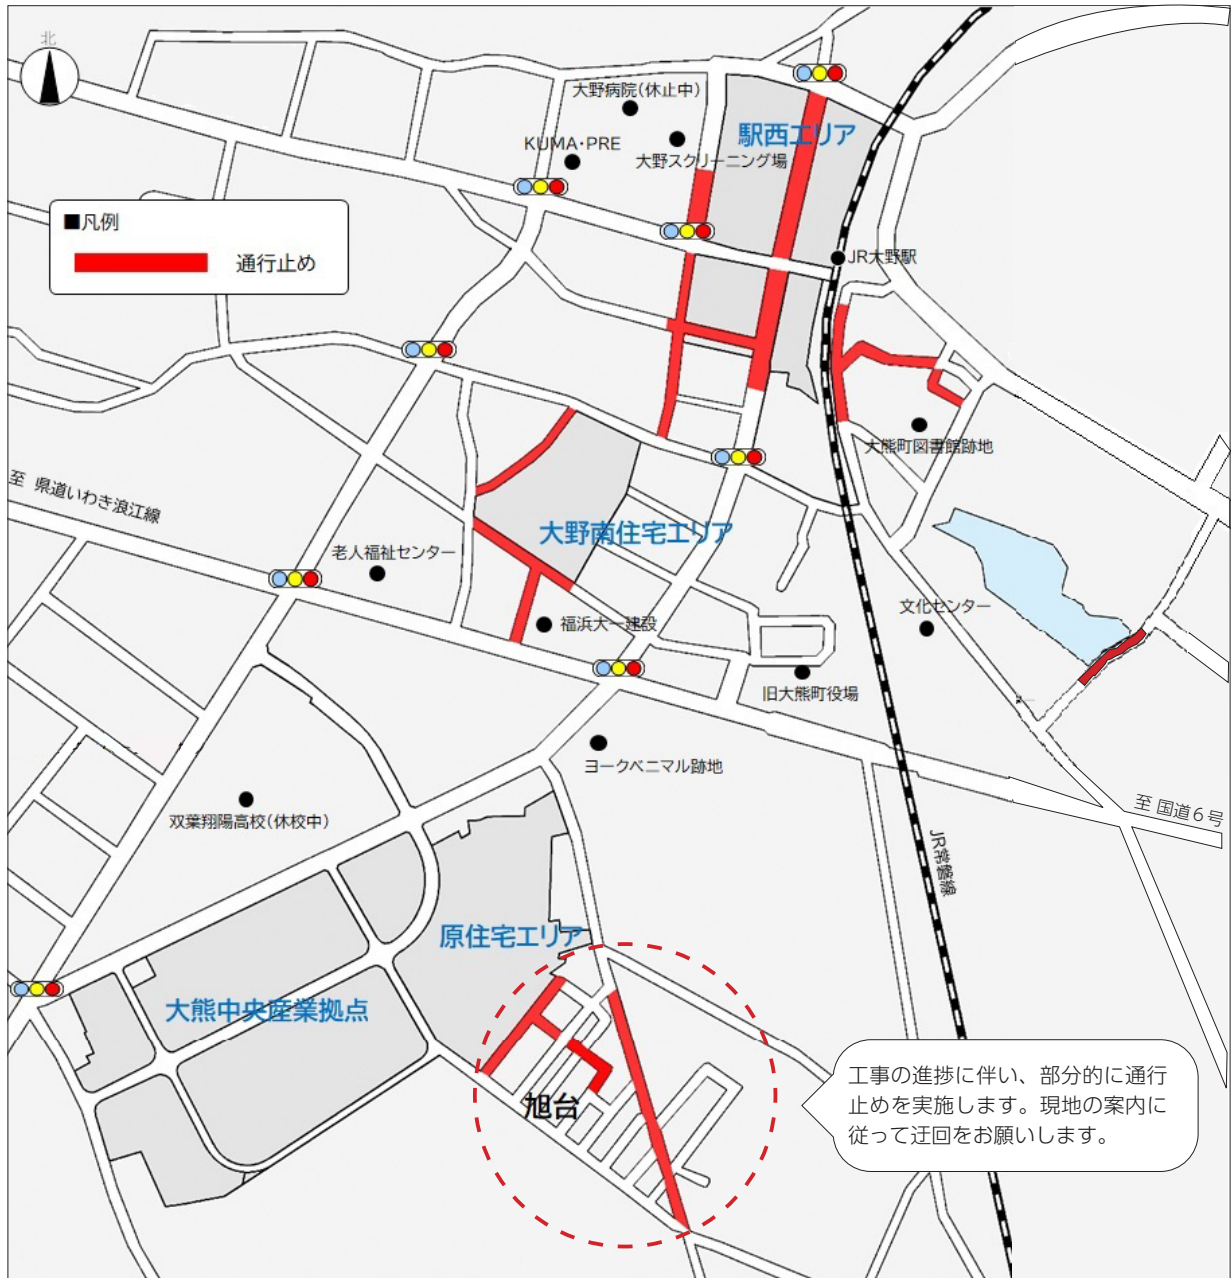 北
大野病院(休止中)
駅西エリア
KUMA・PRE
大野スクリーニング場
■凡例
通行止め
JR大野駅
大熊町図書館跡地
至 県道いわき浪江線
大野南住宅エリア
老人福祉センター
文化センター
福浜大一建設
旧大熊町役場
ヨークベニマル跡地
至 国道6号
双葉翔陽高校(休校中)
JR常磐線
原住宅エリア
大熊中央産業拠点
旭台
工事の進捗に伴い、部分的に通行
止めを実施します。現地の案内に
従って迂回をお願いします。